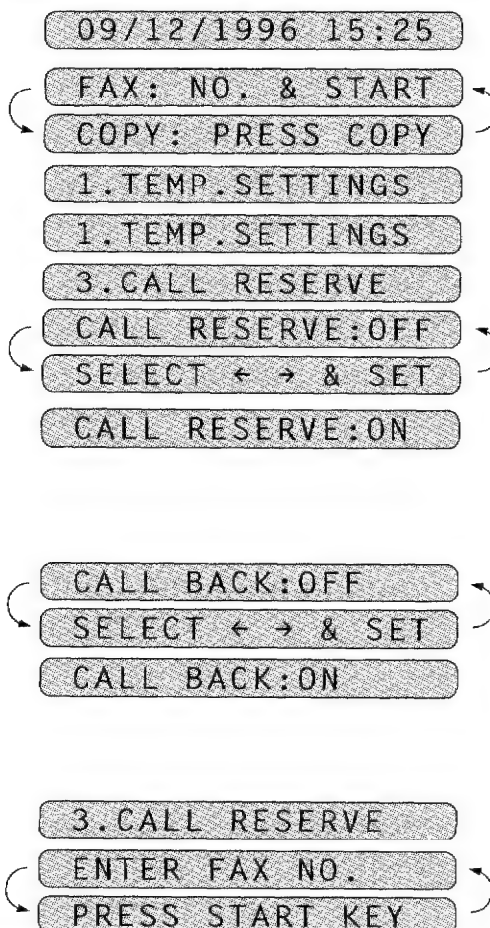 09/12/1996 15:25
FAX: NO. & START
COPY: PRESS COPY
1.TEMP.SETTINGS
1.TEMP.SETTINGS
3.CALL RESERVE
CALL RESERVE:OFF
SELECT ← → & SET
CALL RESERVE:ON
CALL BACK:OFF
SELECT ← → & SET
CALL BACK:ON
3.CALL RESERVE
ENTER FAX NO.
PRESS START KEY